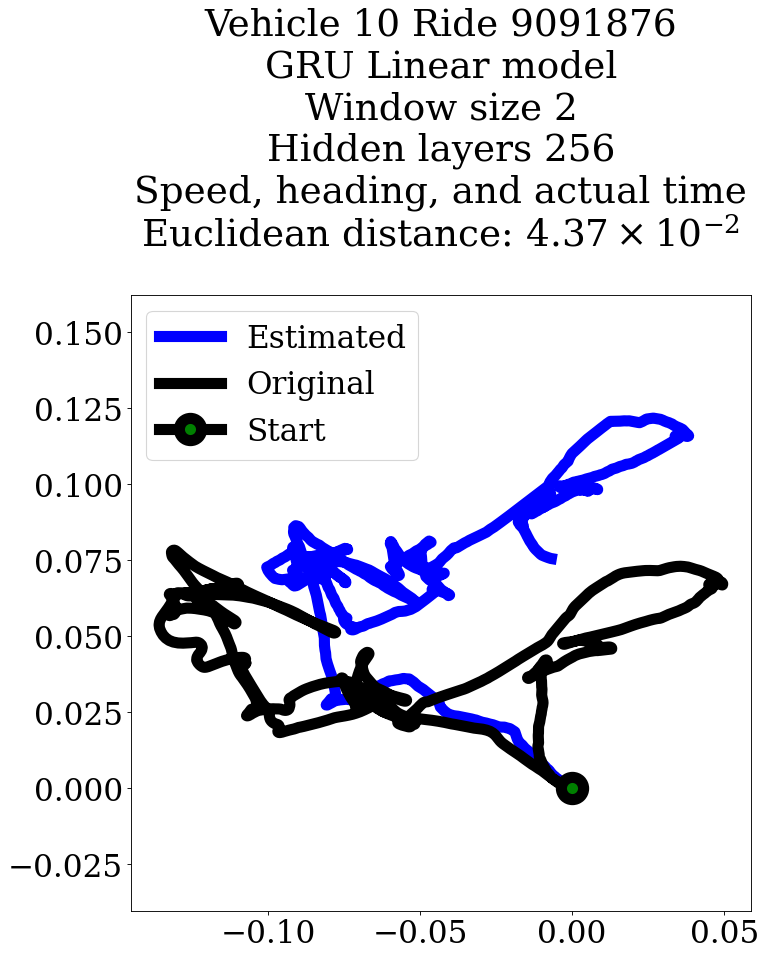 Vehicle 10 Ride 9091876
GRU Linear model
Window size 2
Hidden layers 256
Speed, heading, and actual time
Euclidean distance: 4.37 × 10⁻²
Estimated
Original
Start
0.150
0.125
0.100
0.075
0.050
0.025
0.000
−0.025
−0.10 −0.05 0.00 0.05